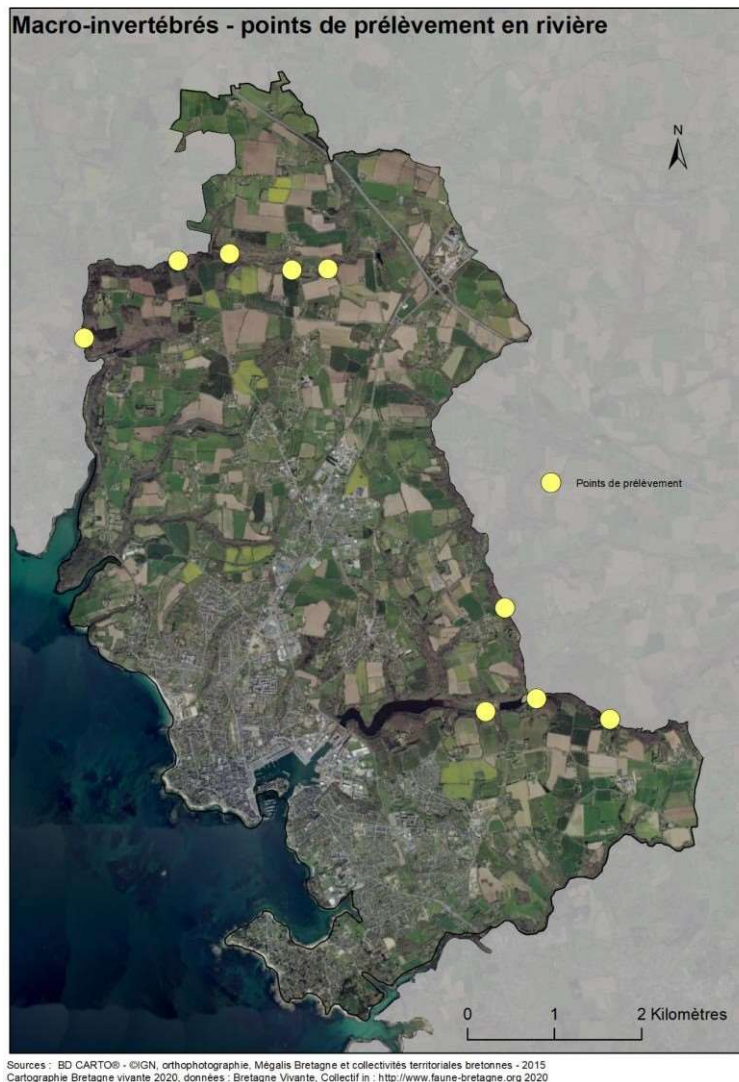 Macro-invertébrés - points de prélèvement en rivière
N
Points de prélèvement
0 1 2 Kilomètres
Sources : BD CARTO® - ©IGN, orthophotographie, Mégalis Bretagne et collectivités territoriales bretonnes - 2015
Cartographie Bretagne vivante 2020, données : Bretagne Vivante, Collectif in : http://www.faune-bretagne.org 2020